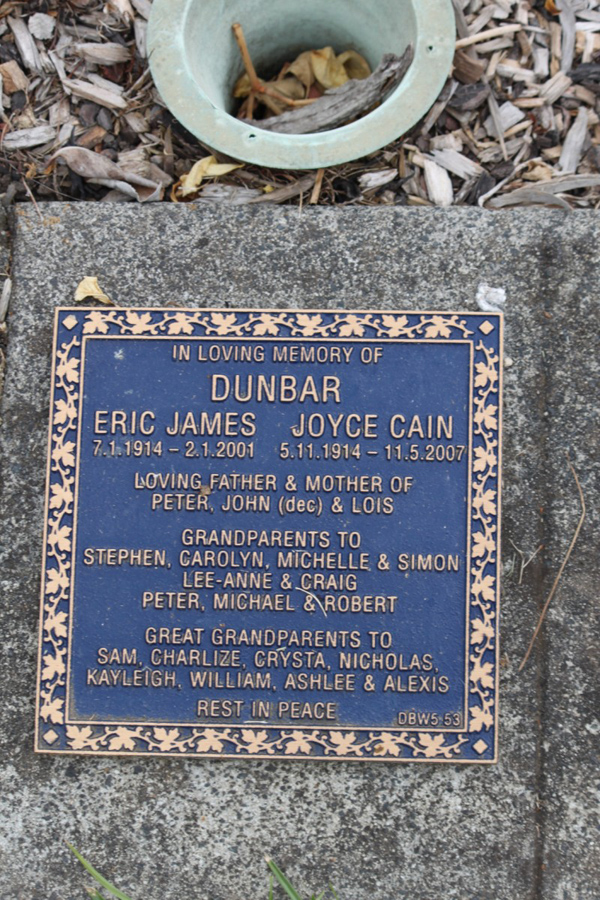 IN LOVING MEMORY OF
DUNBAR
ERIC JAMES JOYCE CAIN
7.1.1914 – 2.1.2001 5.11.1914 – 11.5.2007
LOVING FATHER & MOTHER OF
PETER, JOHN (dec) & LOIS
GRANDPARENTS TO
STEPHEN, CAROLYN, MICHELLE & SIMON
LEE-ANNE & CRAIG
PETER, MICHAEL & ROBERT
GREAT GRANDPARENTS TO
SAM, CHARLIZE, CRYSTA, NICHOLAS,
KAYLEIGH, WILLIAM, ASHLEE & ALEXIS
REST IN PEACE
DBW5·53